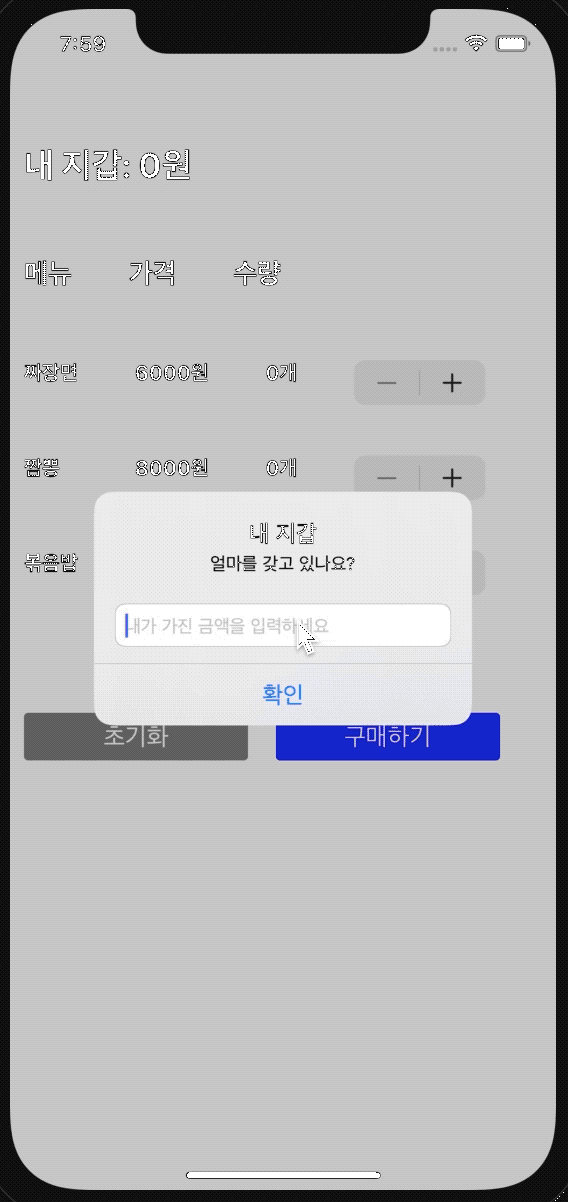 7:59
내 지갑: 0원
메뉴 가격 수량
짜장면 6000원 0개
짬뽕 8000원 0개
볶음밥
내 지갑
얼마를 갖고 있나요?
내가 가진 금액을 입력하세요
확인
초기화 구매하기